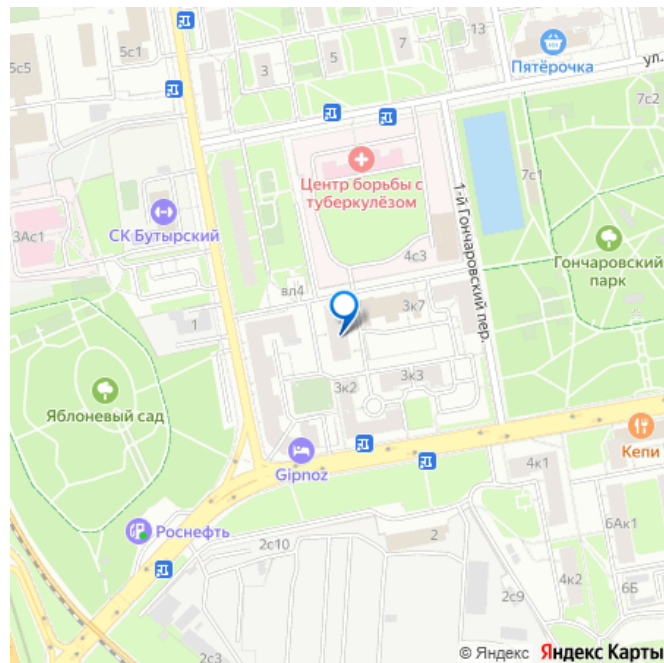 5с5
5с1
3
5
7
13
Пятёрочка
ул.
7с2
Центр борьбы с
туберкулёзом
1-й Гончаровский пер.
7с1
СК Бутырский
3Ас1
4с3
Гончаровский
парк
вл4
3к7
1
Яблоневый сад
3к2
3к3
Gipnoz
Кепи
4к1
Роснефть
2с10
2
6Ак1
4к2
6Б
2с9
2с3
© Яндекс Яндекс Карты